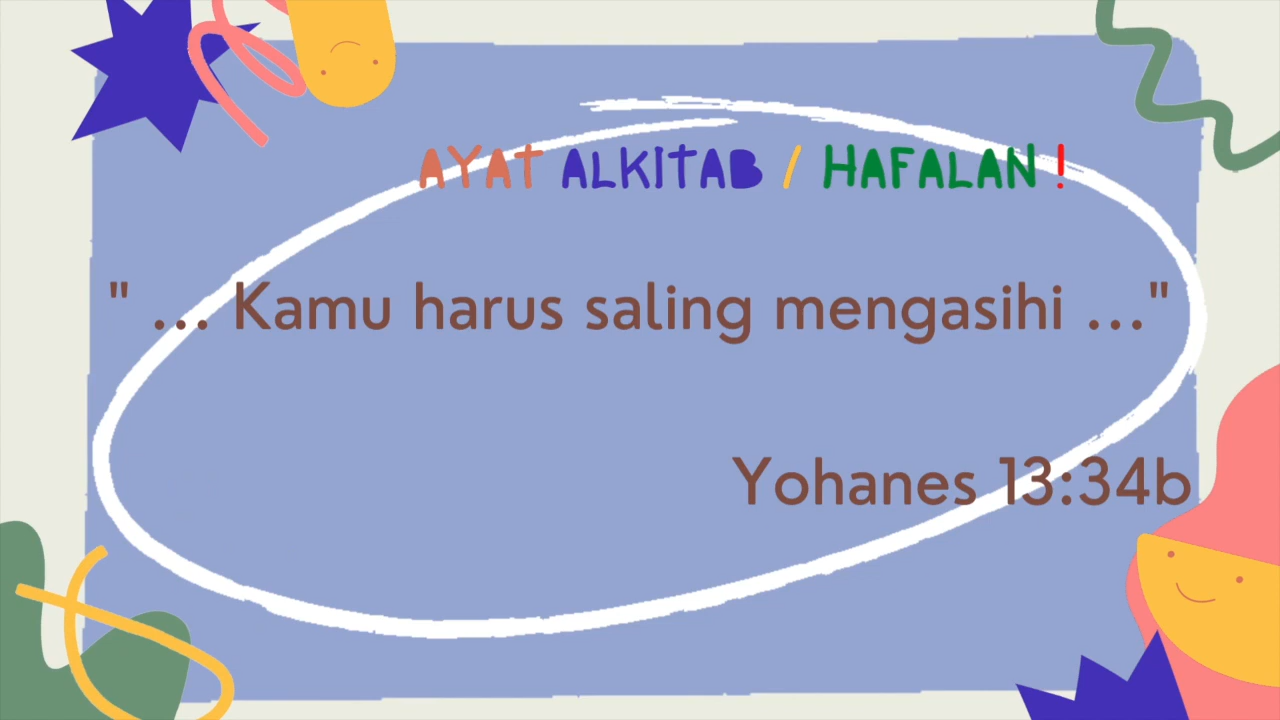 AYAT ALKITAB / HAFALAN !
" ... Kamu harus saling mengasihi ..."
Yohanes 13:34b